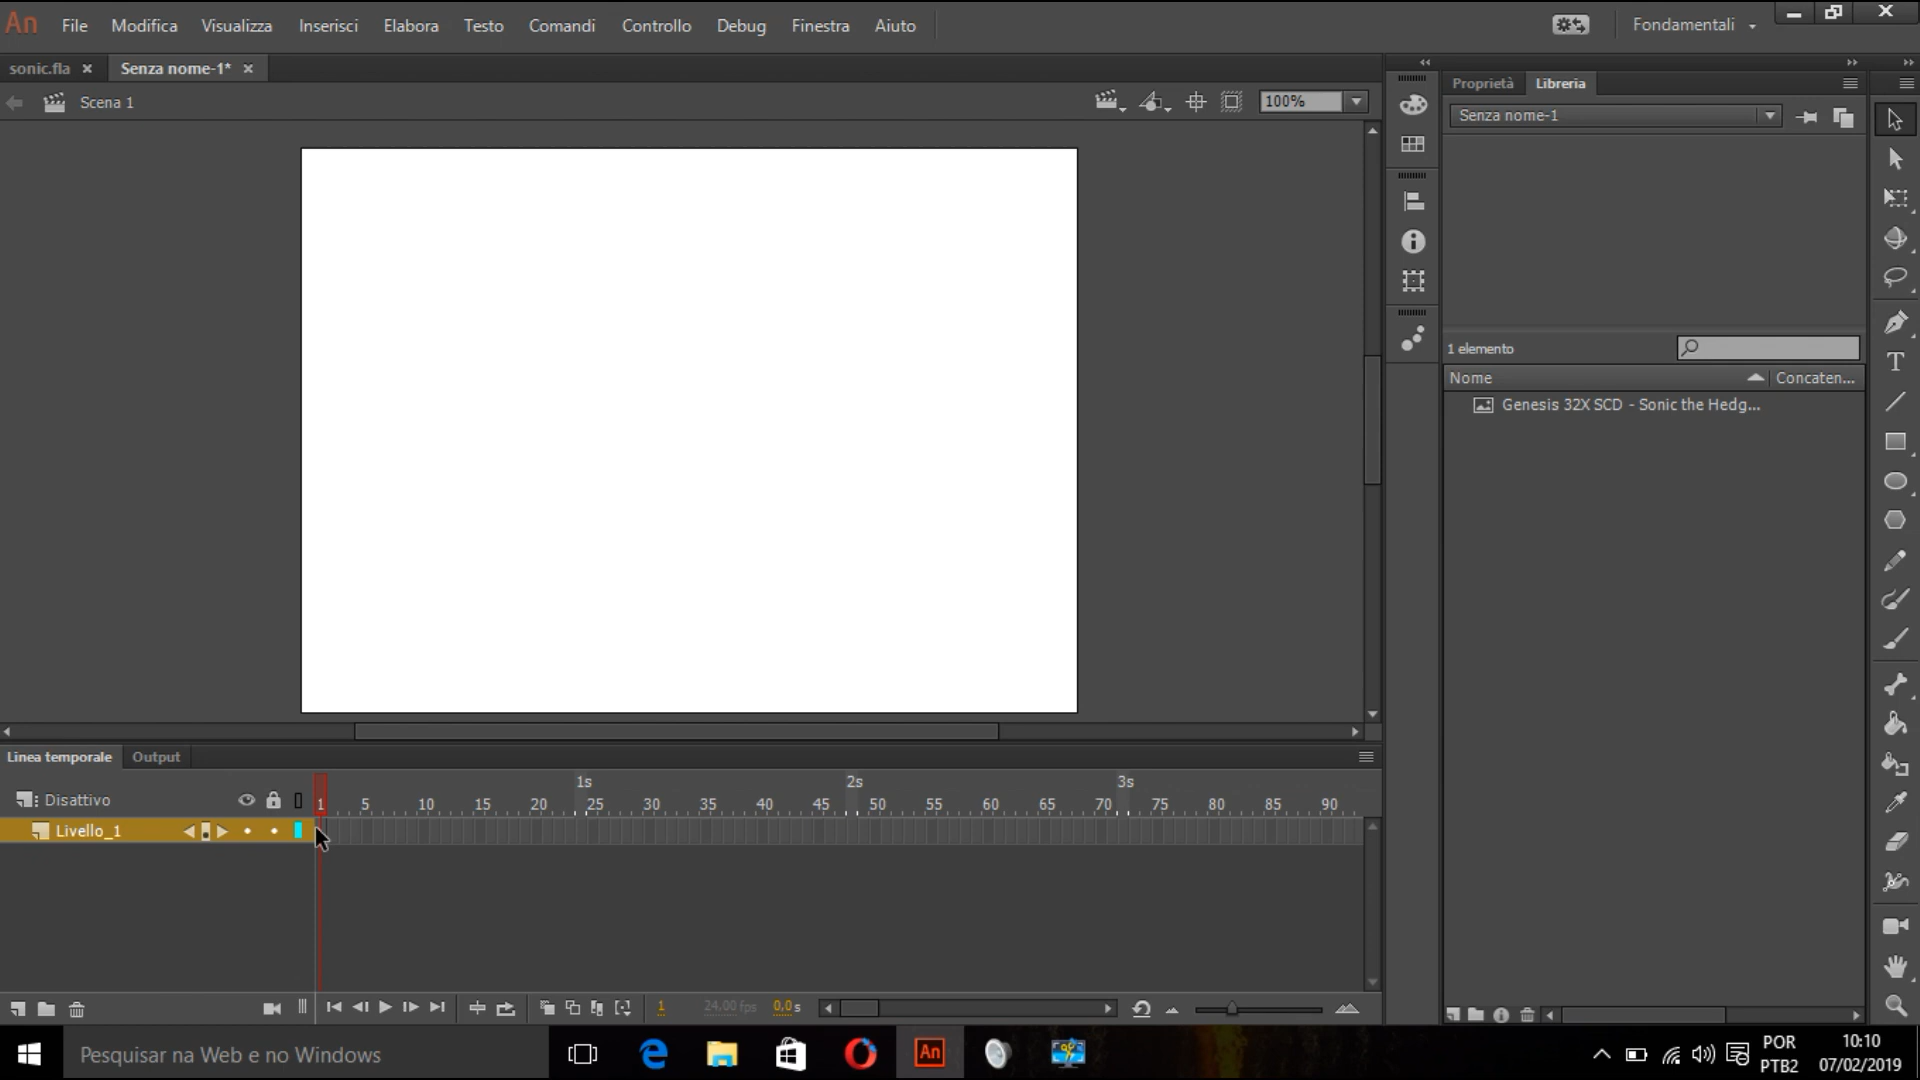 An File Modifica Visualizza Inserisci Elabora Testo Comandi Controllo Debug Finestra Aiuto Fondamentali
sonic.fla Senza nome-1*
Scena 1 100%
Proprietà Libreria
Senza nome-1
1 elemento
Nome Concaten...
Genesis 32X SCD - Sonic the Hedg...
Linea temporale Output
1s 2s 3s
Disattivo 1 5 10 15 20 25 30 35 40 45 50 55 60 65 70 75 80 85 90
Livello_1
1 24,00 fps 0,0 s
Pesquisar na Web e no Windows An
POR 10:10
PTB2 07/02/2019